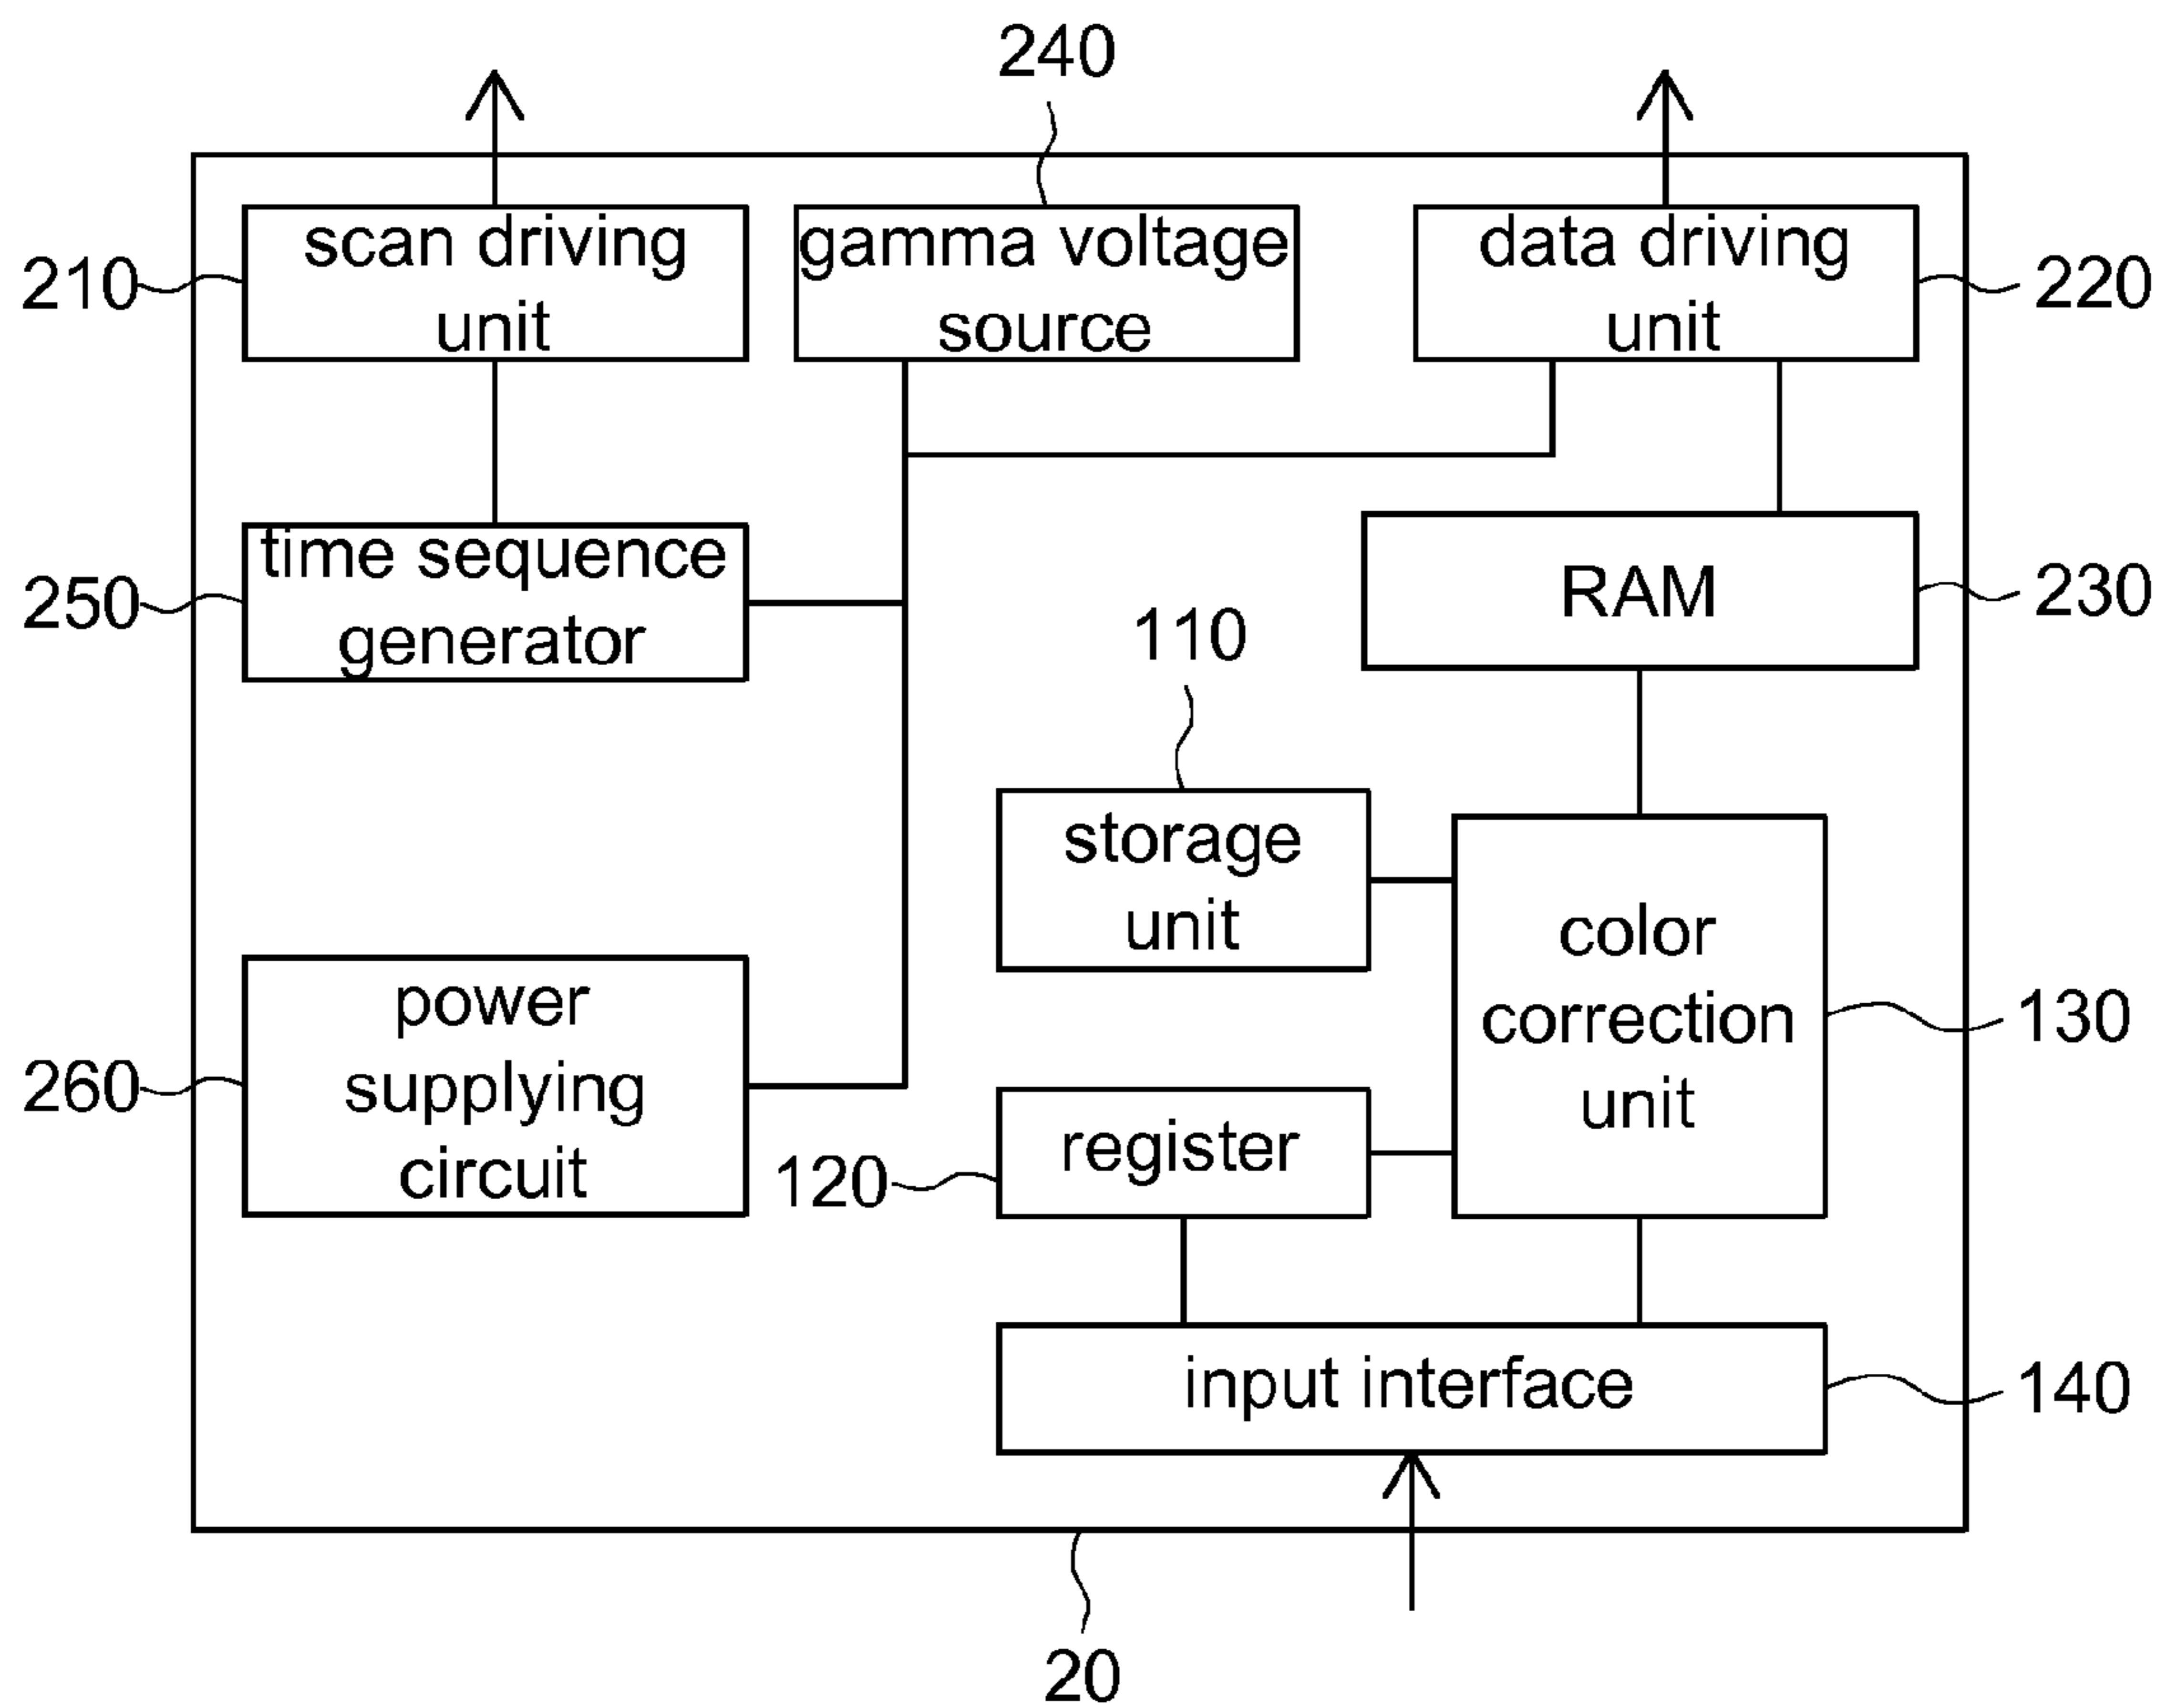 240
scan driving
unit
210
gamma voltage
source
data driving
unit
220
time sequence
generator
250
RAM
230
110
storage
unit
color
correction
unit
130
power
supplying
circuit
260
register
120
input interface
140
20